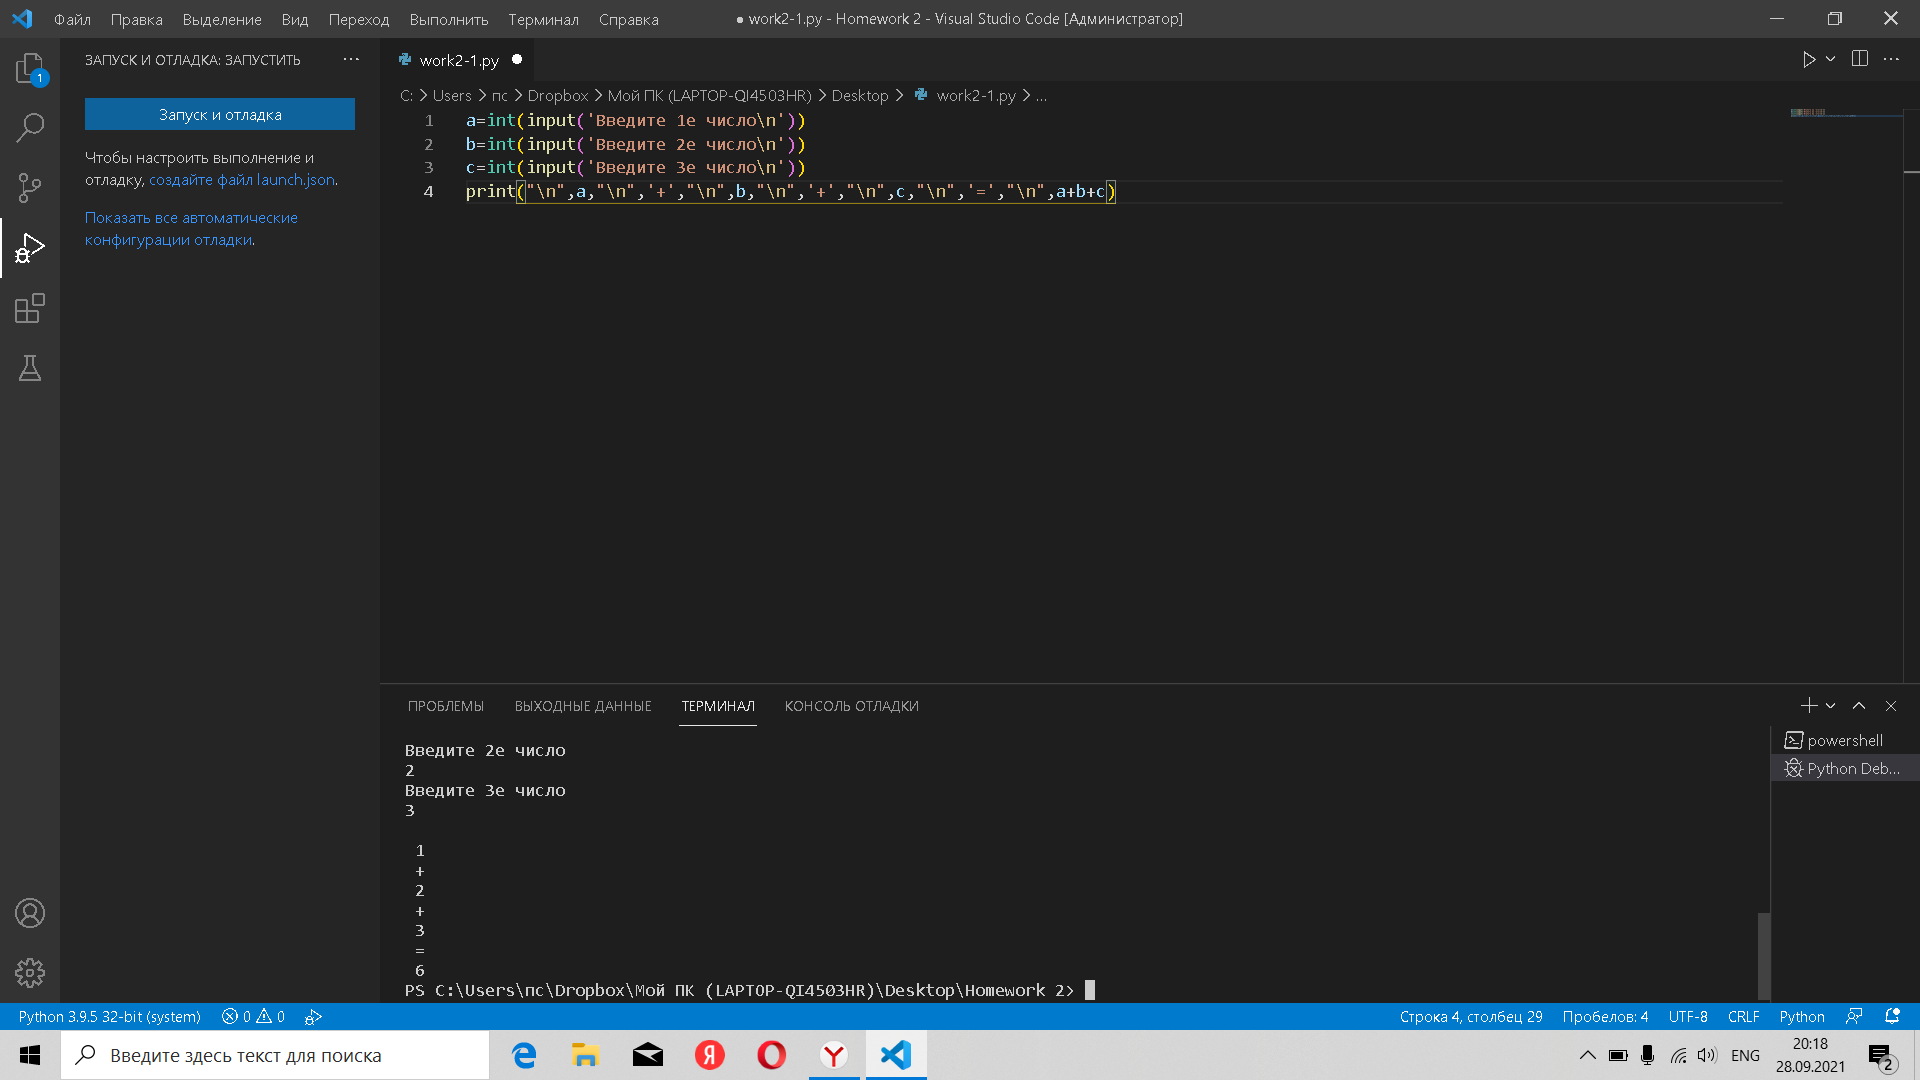 Файл Правка Выделение Вид Переход Выполнить Терминал Справка
● work2-1.py - Homework 2 - Visual Studio Code [Администратор]
1
ЗАПУСК И ОТЛАДКА: ЗАПУСТИТЬ ...
Запуск и отладка
Чтобы настроить выполнение и
отладку, создайте файл launch.json.
Показать все автоматические
конфигурации отладки.
work2-1.py ●
C: > Users > пс > Dropbox > Мой ПК (LAPTOP-QI4503HR) > Desktop > work2-1.py > ...
1 a=int(input('Введите 1е число\n'))
2 b=int(input('Введите 2е число\n'))
3 c=int(input('Введите 3е число\n'))
4 print("\n",a,"\n",'+',"\n",b,"\n",'+',"\n",c,"\n",'=',"\n",a+b+c)
ПРОБЛЕМЫ ВЫХОДНЫЕ ДАННЫЕ ТЕРМИНАЛ КОНСОЛЬ ОТЛАДКИ
Введите 2е число
2
Введите 3е число
3
1
+
2
+
3
=
6
PS C:\Users\пс\Dropbox\Мой ПК (LAPTOP-QI4503HR)\Desktop\Homework 2>
powershell
Python Deb...
Python 3.9.5 32-bit (system) 0 0
Строка 4, столбец 29 Пробелов: 4 UTF-8 CRLF Python
Введите здесь текст для поиска
ENG
20:18
28.09.2021
2